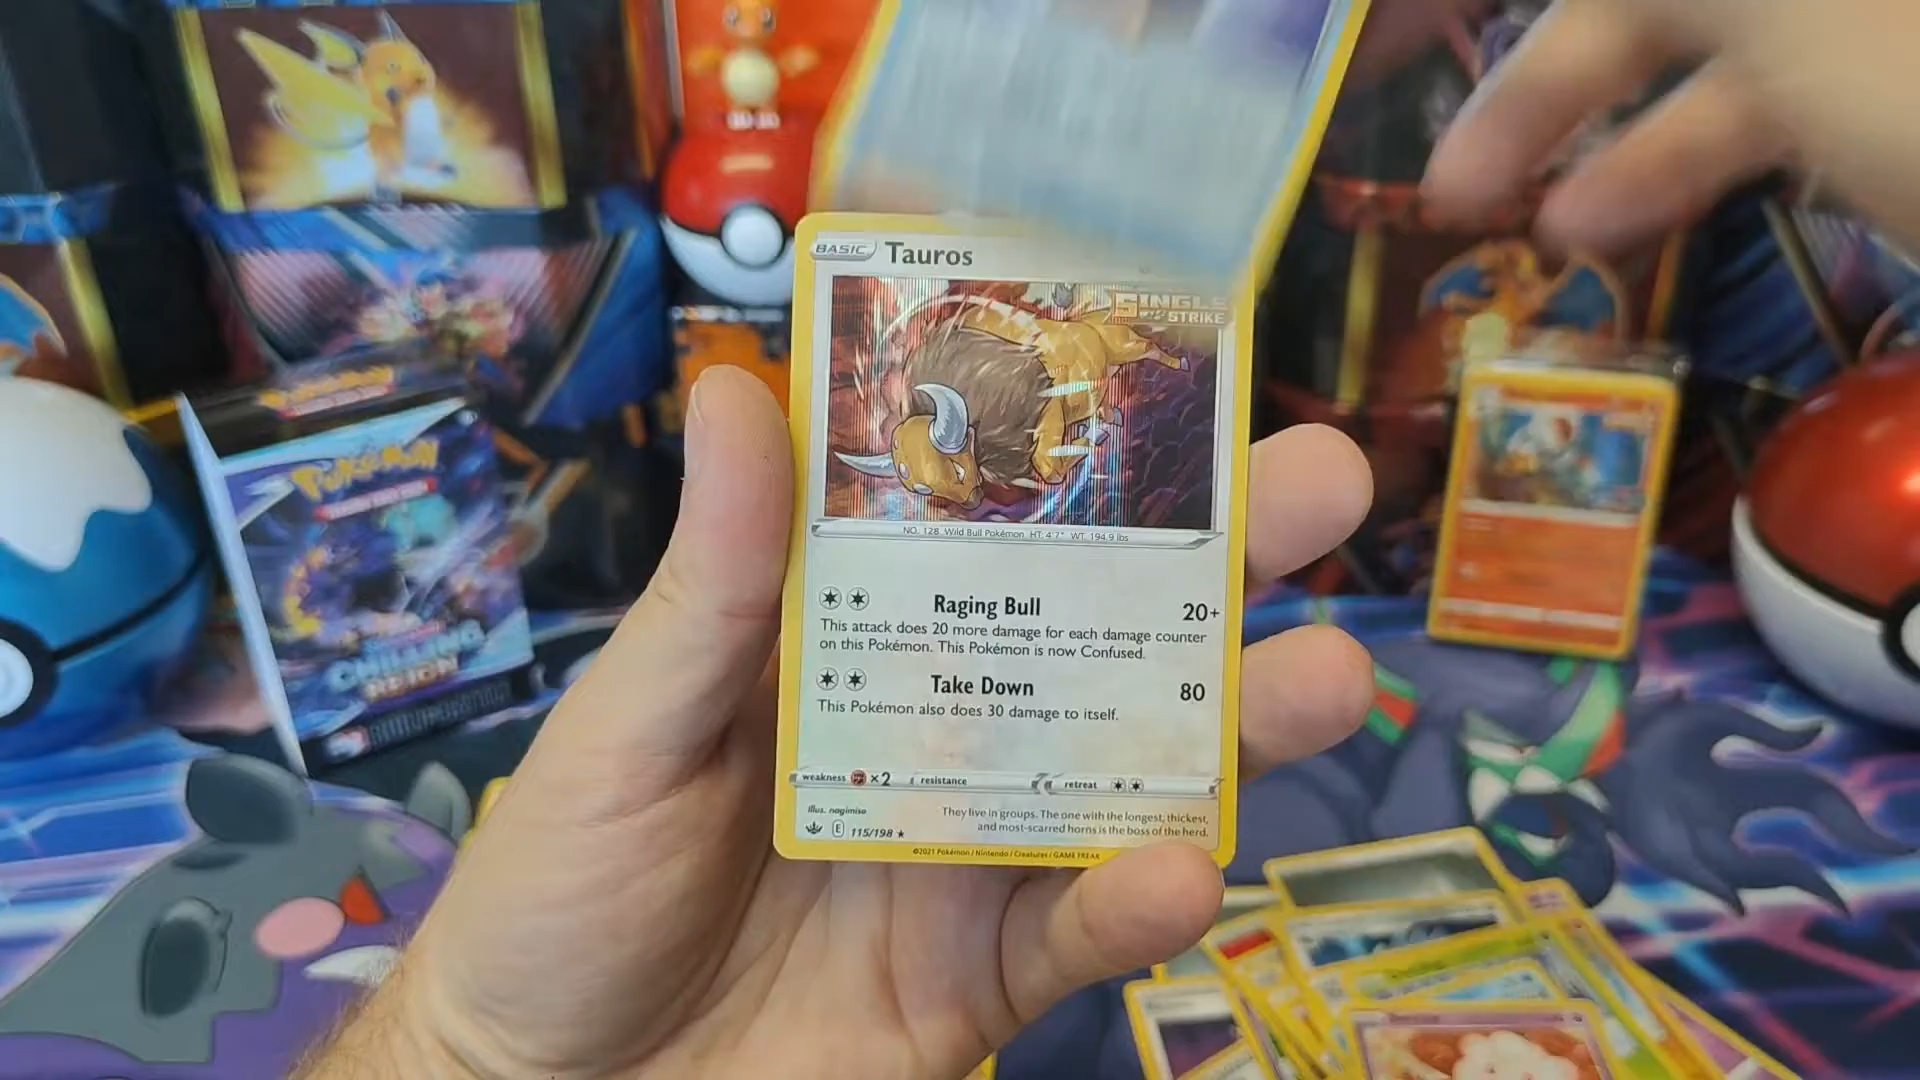 BASIC Tauros
SINGLE
STRIKE
NO. 128 Wild Bull Pokémon HT: 4'7" WT: 194.9 lbs
Raging Bull 20+
This attack does 20 more damage for each damage counter
on this Pokémon. This Pokémon is now Confused.
Take Down 80
This Pokémon also does 30 damage to itself.
weakness ×2 resistance retreat
Illus. nagimiso
They live in groups. The one with the longest, thickest,
and most-scarred horns is the boss of the herd.
E 115/198 ★
©2021 Pokémon / Nintendo / Creatures / GAME FREAK
POKÉMON
CHILLING
REIGN